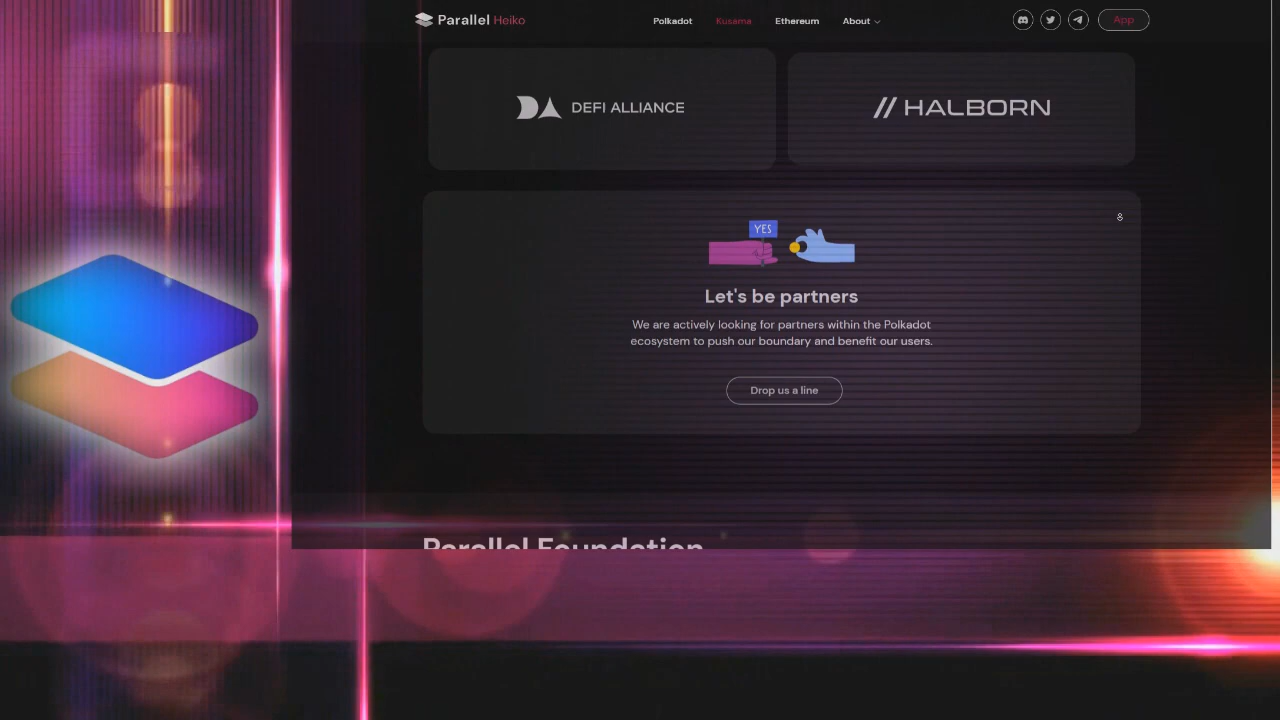 Parallel Heiko
Polkadot
Kusama
Ethereum
About
App
DEFI ALLIANCE
HALBORN
YES
Let's be partners
We are actively looking for partners within the Polkadot
ecosystem to push our boundary and benefit our users.
Drop us a line
Parallel Foundation